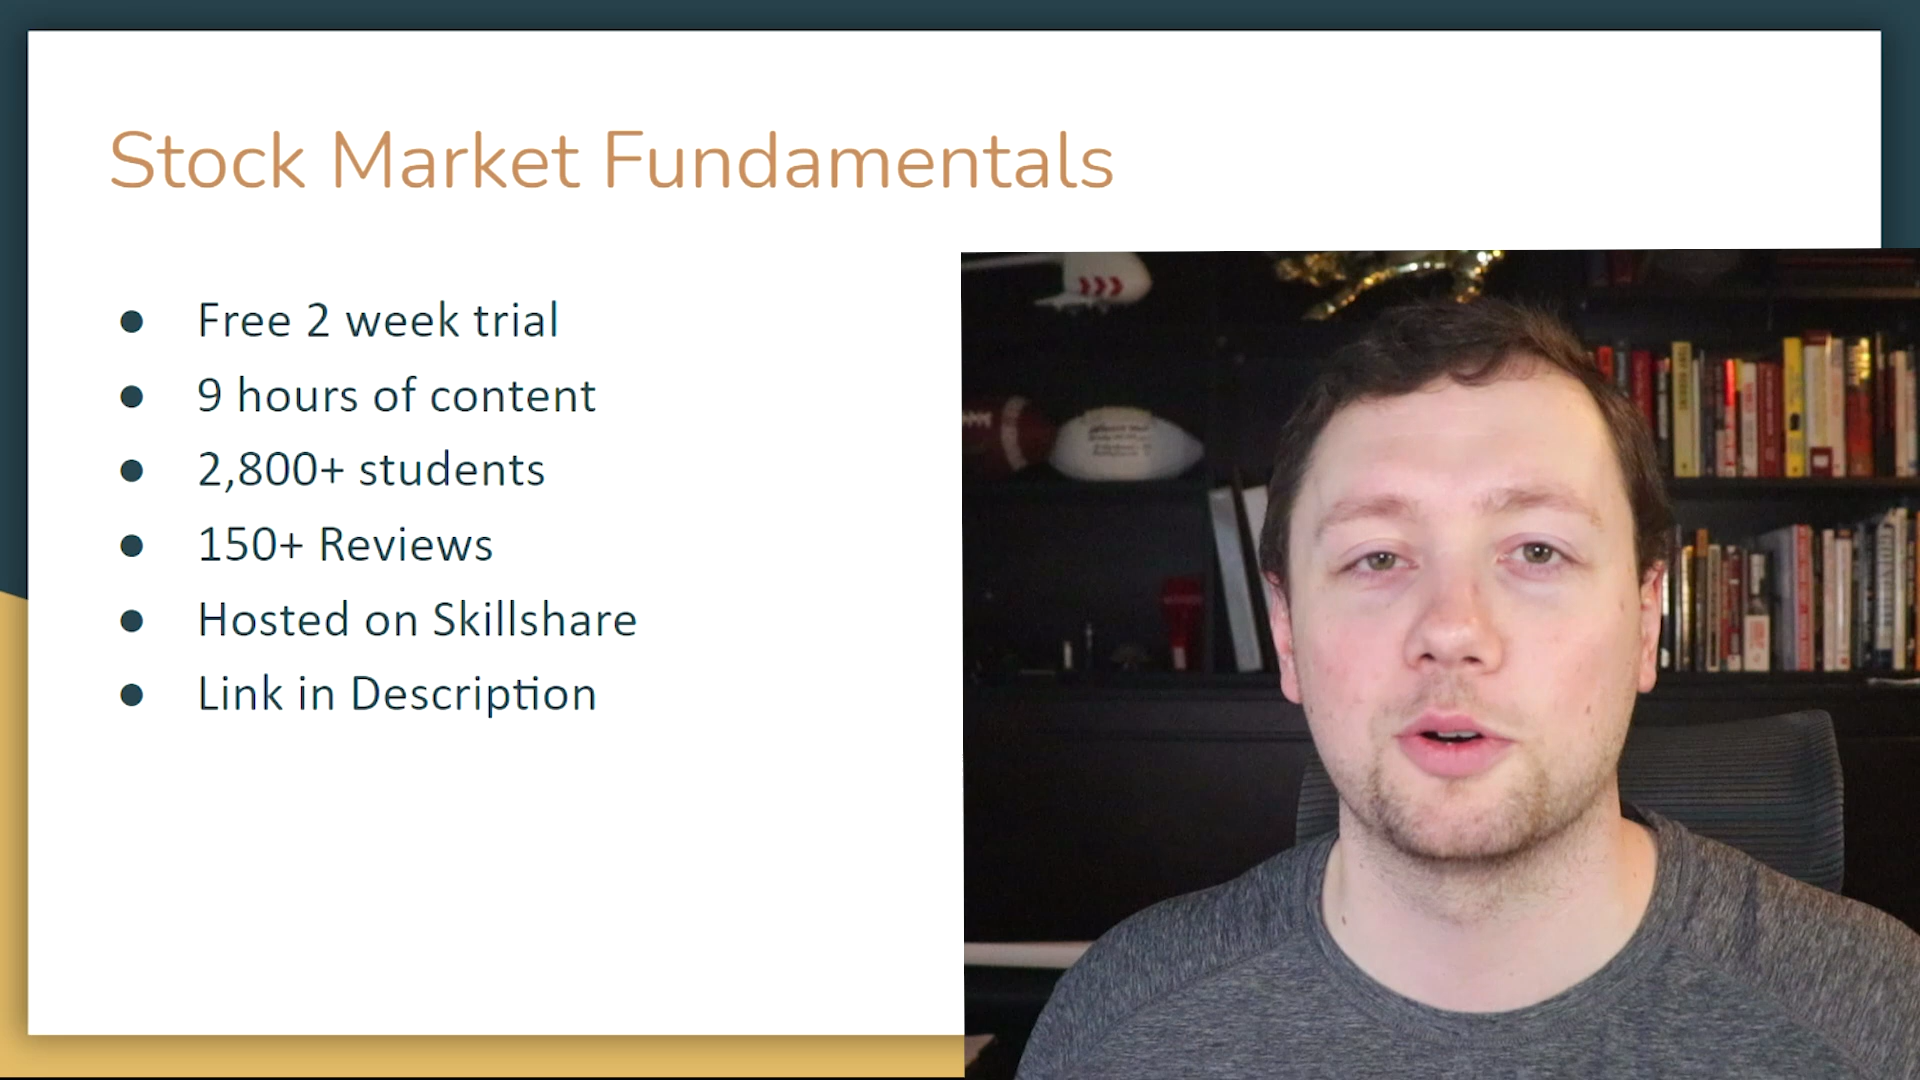 Stock Market Fundamentals
● Free 2 week trial
● 9 hours of content
● 2,800+ students
● 150+ Reviews
● Hosted on Skillshare
● Link in Description